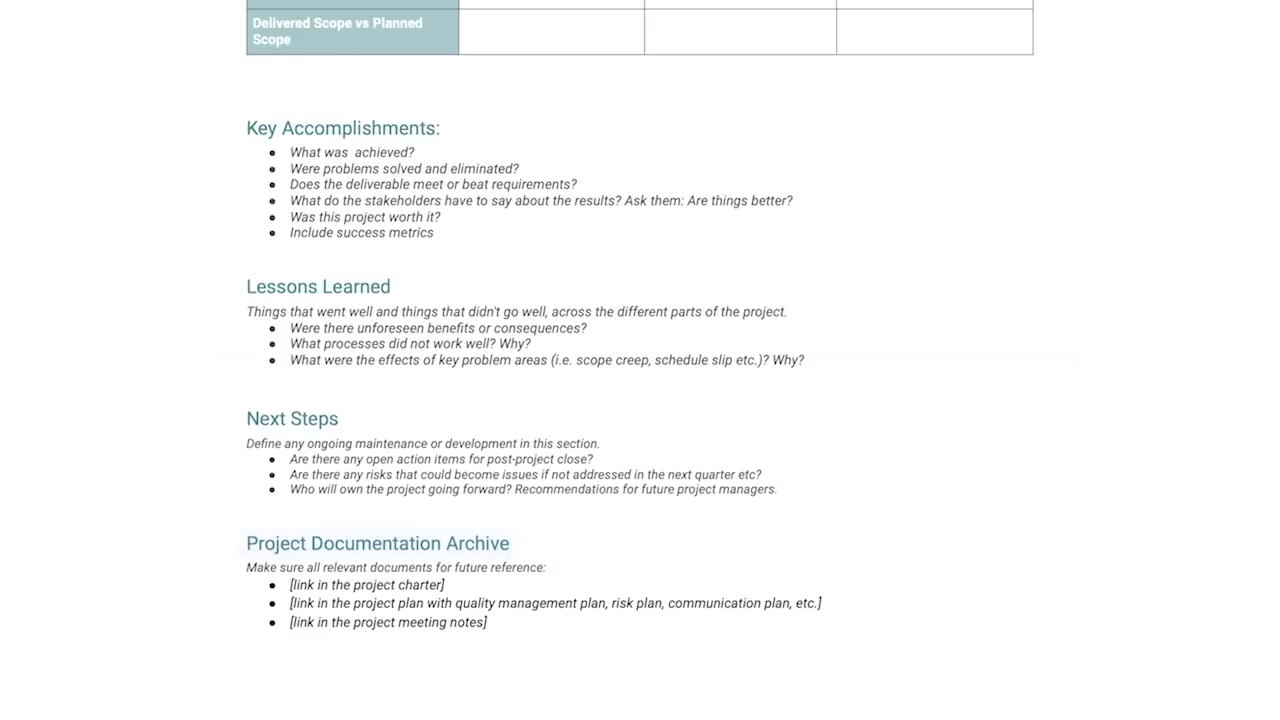 Delivered Scope vs Planned
Scope
Key Accomplishments:
● What was  achieved?
● Were problems solved and eliminated?
● Does the deliverable meet or beat requirements?
● What do the stakeholders have to say about the results? Ask them: Are things better?
● Was this project worth it?
● Include success metrics
Lessons Learned
Things that went well and things that didn't go well, across the different parts of the project.
● Were there unforeseen benefits or consequences?
● What processes did not work well? Why?
● What were the effects of key problem areas (i.e. scope creep, schedule slip etc.)? Why?
Next Steps
Define any ongoing maintenance or development in this section.
● Are there any open action items for post-project close?
● Are there any risks that could become issues if not addressed in the next quarter etc?
● Who will own the project going forward? Recommendations for future project managers.
Project Documentation Archive
Make sure all relevant documents for future reference:
● [link in the project charter]
● [link in the project plan with quality management plan, risk plan, communication plan, etc.]
● [link in the project meeting notes]